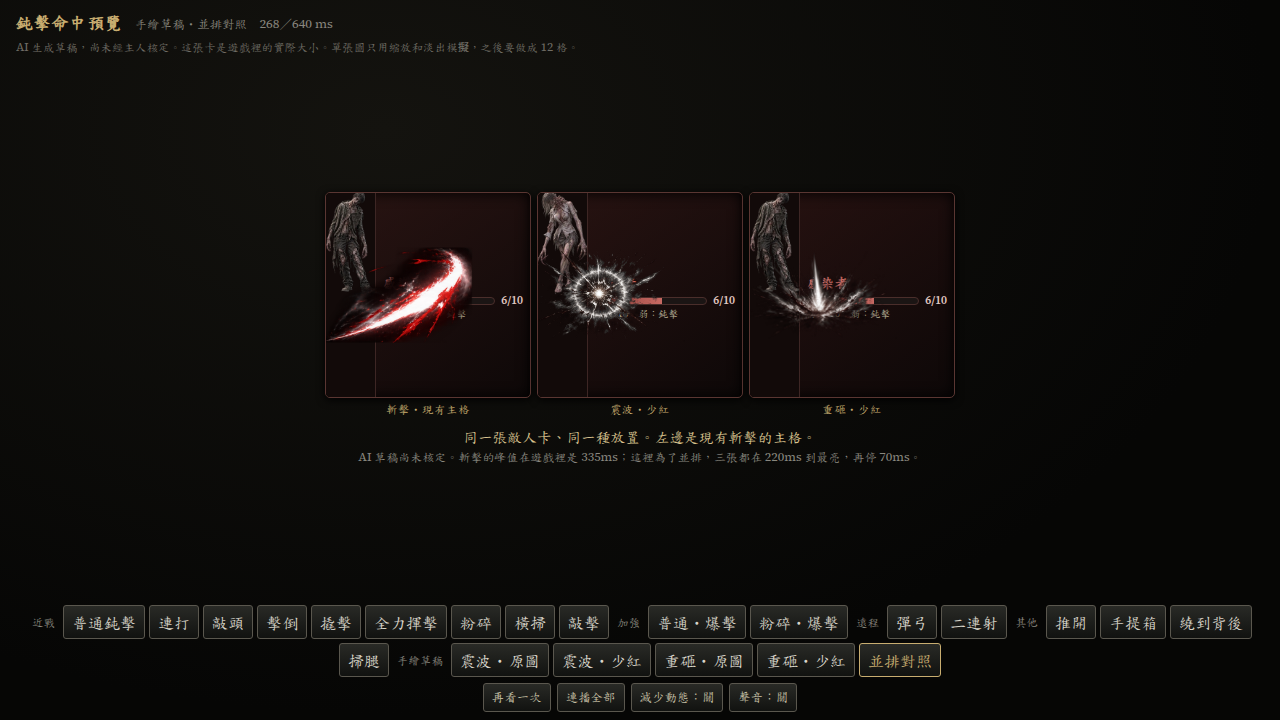 鈍擊命中預覽 手繪草稿・並排對照 268／640 ms
AI 生成草稿，尚未經主人核定。這張卡是遊戲裡的實際大小。單張圖只用縮放和淡出模擬，之後要做成 12 格。
6/10
6/10
弱：鈍擊
染者
6/10
弱：鈍擊
斬擊・現有主格
震波・少紅
重砸・少紅
同一張敵人卡、同一種放置。左邊是現有斬擊的主格。
AI 草稿尚未核定。斬擊的峰值在遊戲裡是 335ms；這裡為了並排，三張都在 220ms 到最亮，再停 70ms。
近戰 普通鈍擊 連打 敲頭 擊倒 撬擊 全力揮擊 粉碎 橫掃 敲擊 加強 普通・爆擊 粉碎・爆擊 遠程 彈弓 二連射 其他 推開 手提箱 繞到背後
掃腿 手繪草稿 震波・原圖 震波・少紅 重砸・原圖 重砸・少紅 並排對照
再看一次 連播全部 減少動態：關 聲音：關